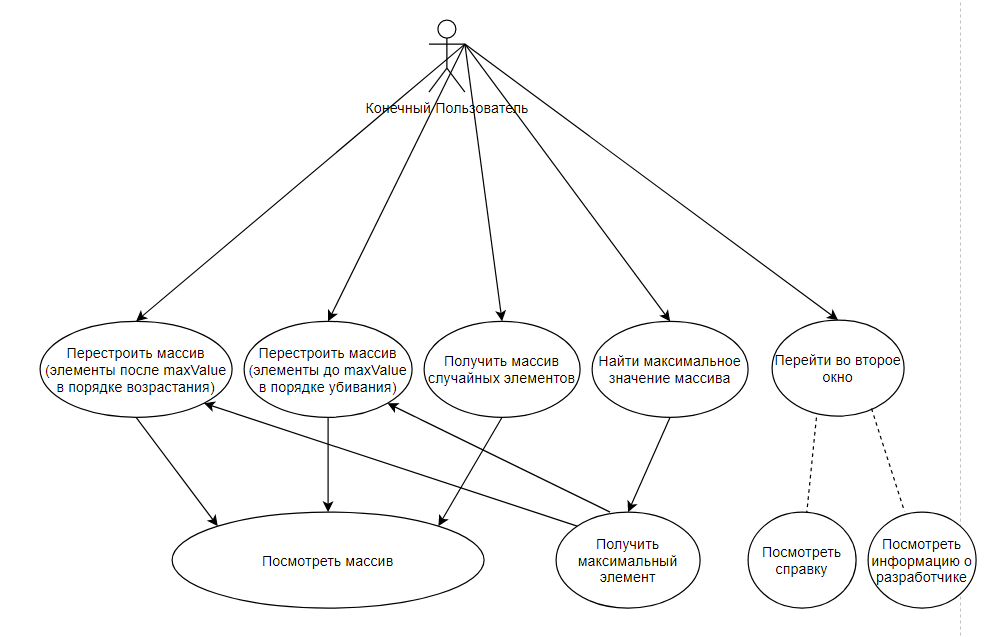 Конечный Пользователь
Перестроить массив
(элементы после maxValue
в порядке возрастания)
Перестроить массив
(элементы до maxValue
в порядке убивания)
Получить массив
случайных элементов
Найти максимальное
значение массива
Перейти во второе
окно
Посмотреть массив
Получить
максимальный
элемент
Посмотреть
справку
Посмотреть
информацию о
разработчике